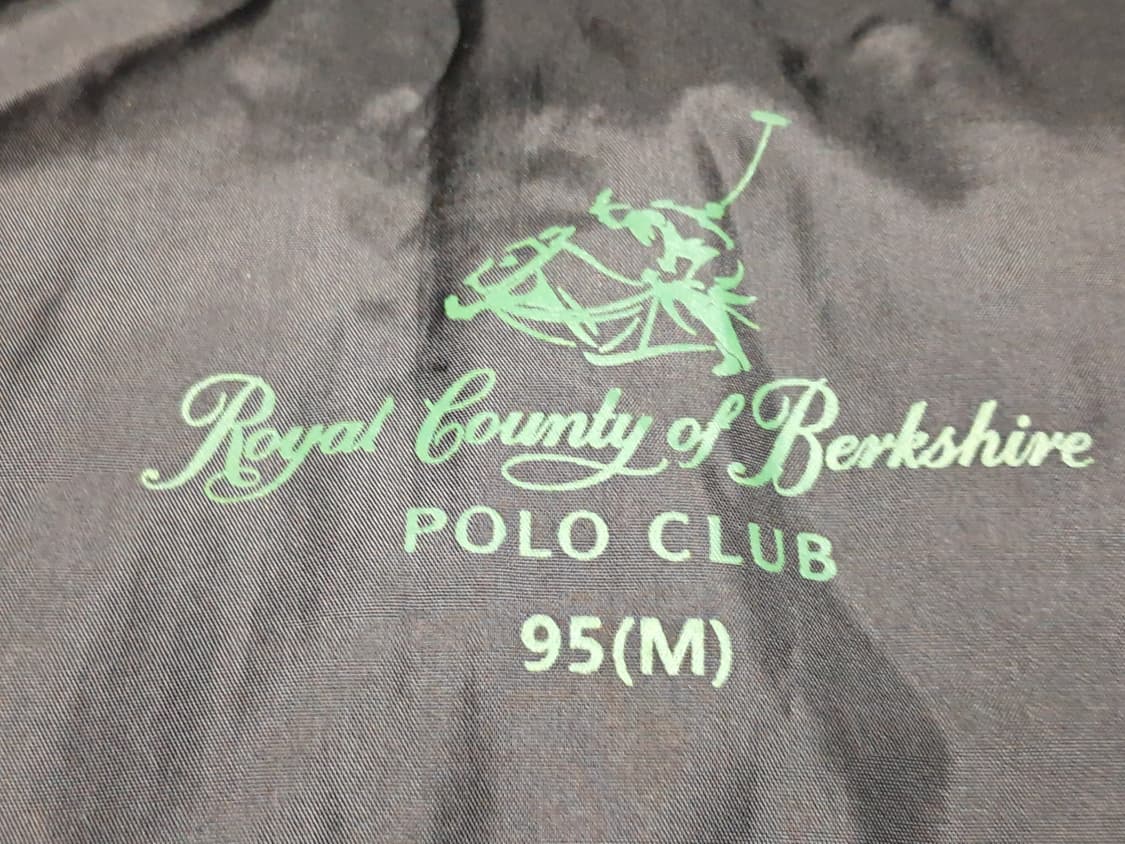 Royal County of Berkshire
POLO CLUB
95(M)